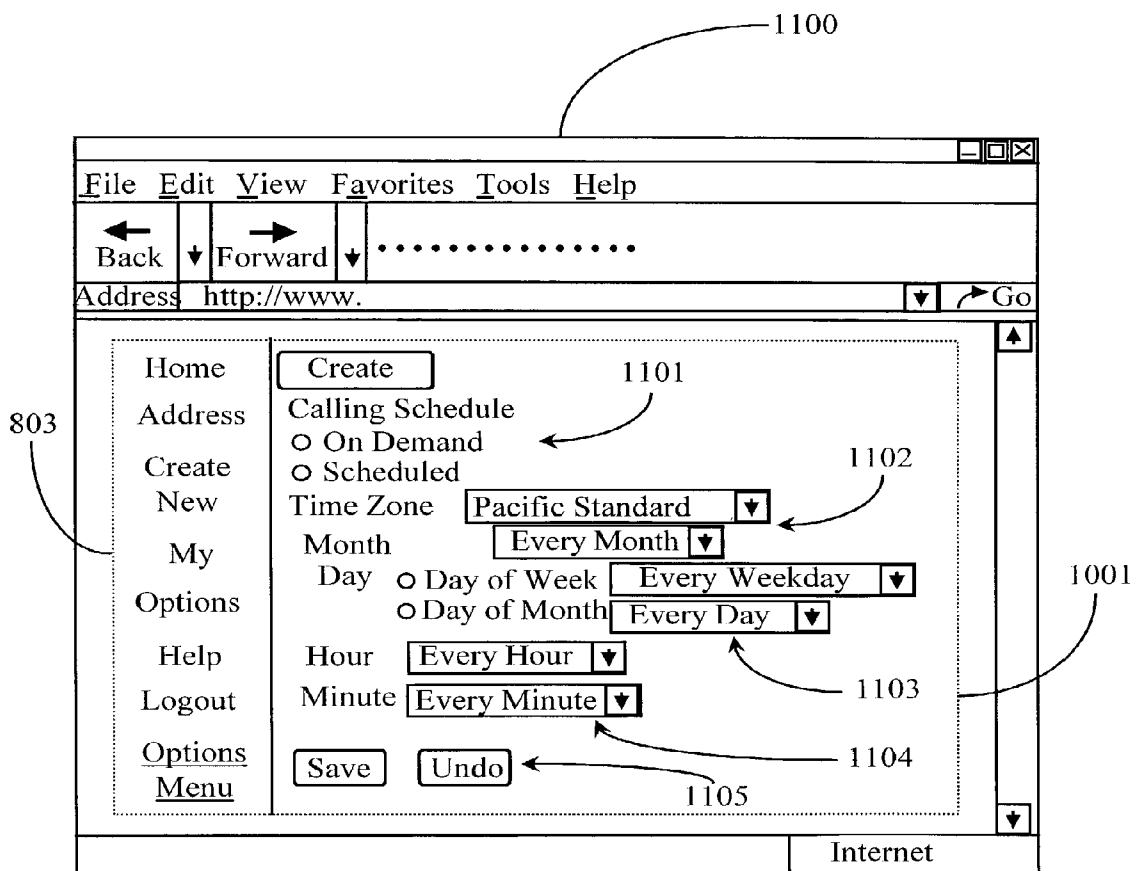 1100
File Edit View Favorites Tools Help
Back Forward
Address http://www. Go
Home
Address
Create
New
My
Options
Help
Logout
Options
Menu
803
Create
Calling Schedule
On Demand
Scheduled
1101
Time Zone Pacific Standard
1102
Month Every Month
Day Day of Week Every Weekday
Day of Month Every Day
1001
Hour Every Hour
1103
Minute Every Minute
1104
Save Undo
1105
Internet